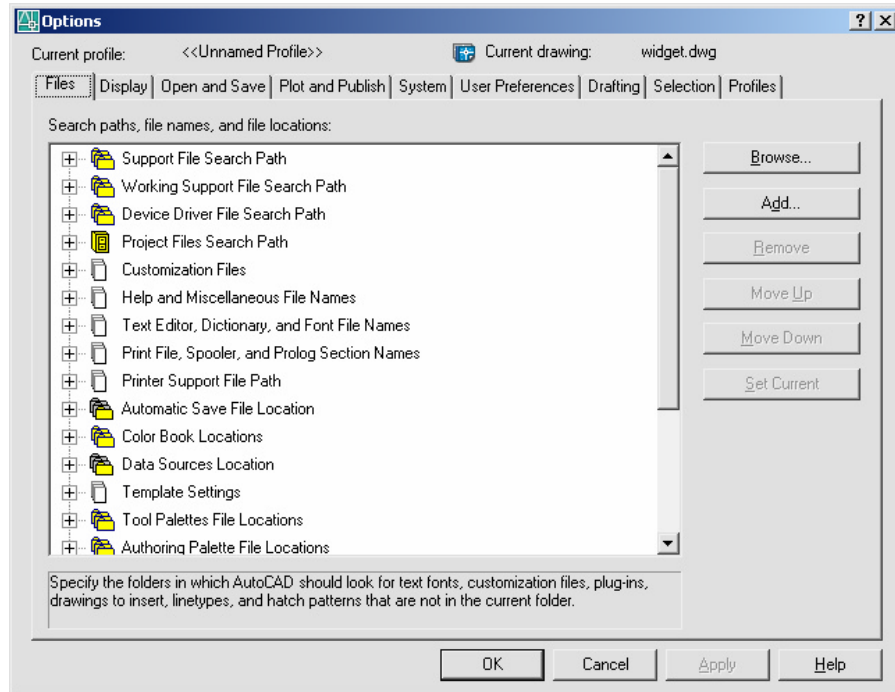 Options
Current profile: <<Unnamed Profile>> Current drawing: widget.dwg
Files Display Open and Save Plot and Publish System User Preferences Drafting Selection Profiles
Search paths, file names, and file locations:
Support File Search Path
Working Support File Search Path
Device Driver File Search Path
Project Files Search Path
Customization Files
Help and Miscellaneous File Names
Text Editor, Dictionary, and Font File Names
Print File, Spooler, and Prolog Section Names
Printer Support File Path
Automatic Save File Location
Color Book Locations
Data Sources Location
Template Settings
Tool Palettes File Locations
Authoring Palette File Locations
Browse...
Add...
Remove
Move Up
Move Down
Set Current
Specify the folders in which AutoCAD should look for text fonts, customization files, plug-ins,
drawings to insert, linetypes, and hatch patterns that are not in the current folder.
OK Cancel Apply Help